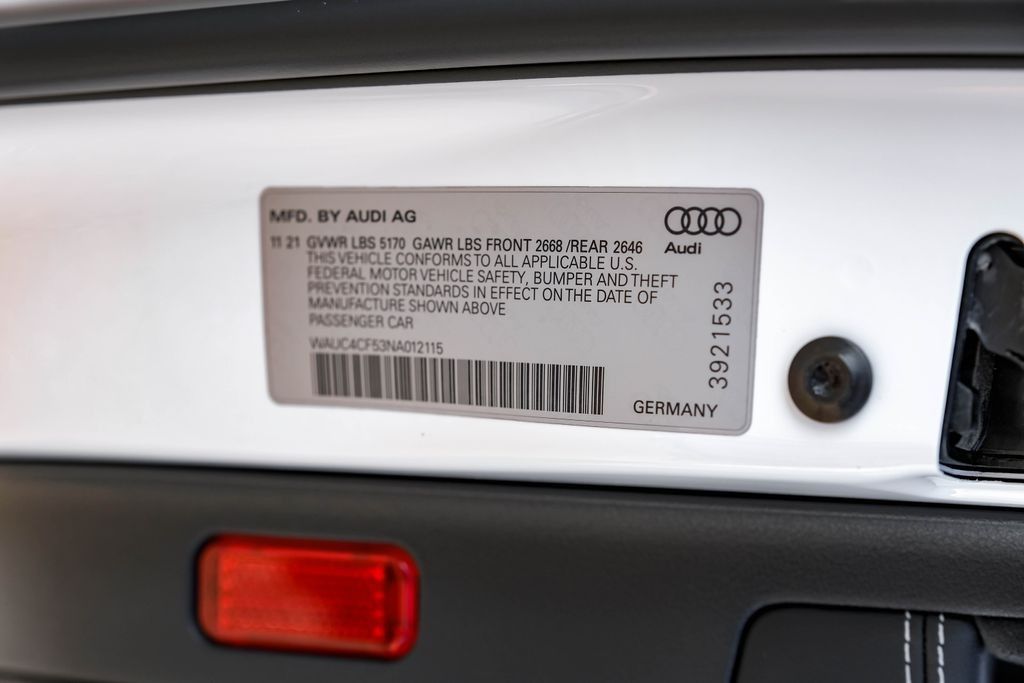 MFD. BY AUDI AG
Audi
11 21 GVWR LBS 5170 GAWR LBS FRONT 2668 /REAR 2646
THIS VEHICLE CONFORMS TO ALL APPLICABLE U.S.
FEDERAL MOTOR VEHICLE SAFETY, BUMPER AND THEFT
PREVENTION STANDARDS IN EFFECT ON THE DATE OF
MANUFACTURE SHOWN ABOVE
PASSENGER CAR
WAUC4CF53NA012115
3921533
GERMANY